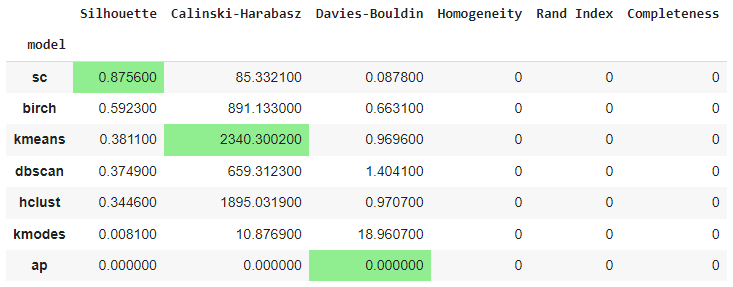 Silhouette Calinski-Harabasz Davies-Bouldin Homogeneity Rand Index Completeness
model
sc 0.875600 85.332100 0.087800 0 0 0
birch 0.592300 891.133000 0.663100 0 0 0
kmeans 0.381100 2340.300200 0.969600 0 0 0
dbscan 0.374900 659.312300 1.404100 0 0 0
hclust 0.344600 1895.031900 0.970700 0 0 0
kmodes 0.008100 10.876900 18.960700 0 0 0
ap 0.000000 0.000000 0.000000 0 0 0